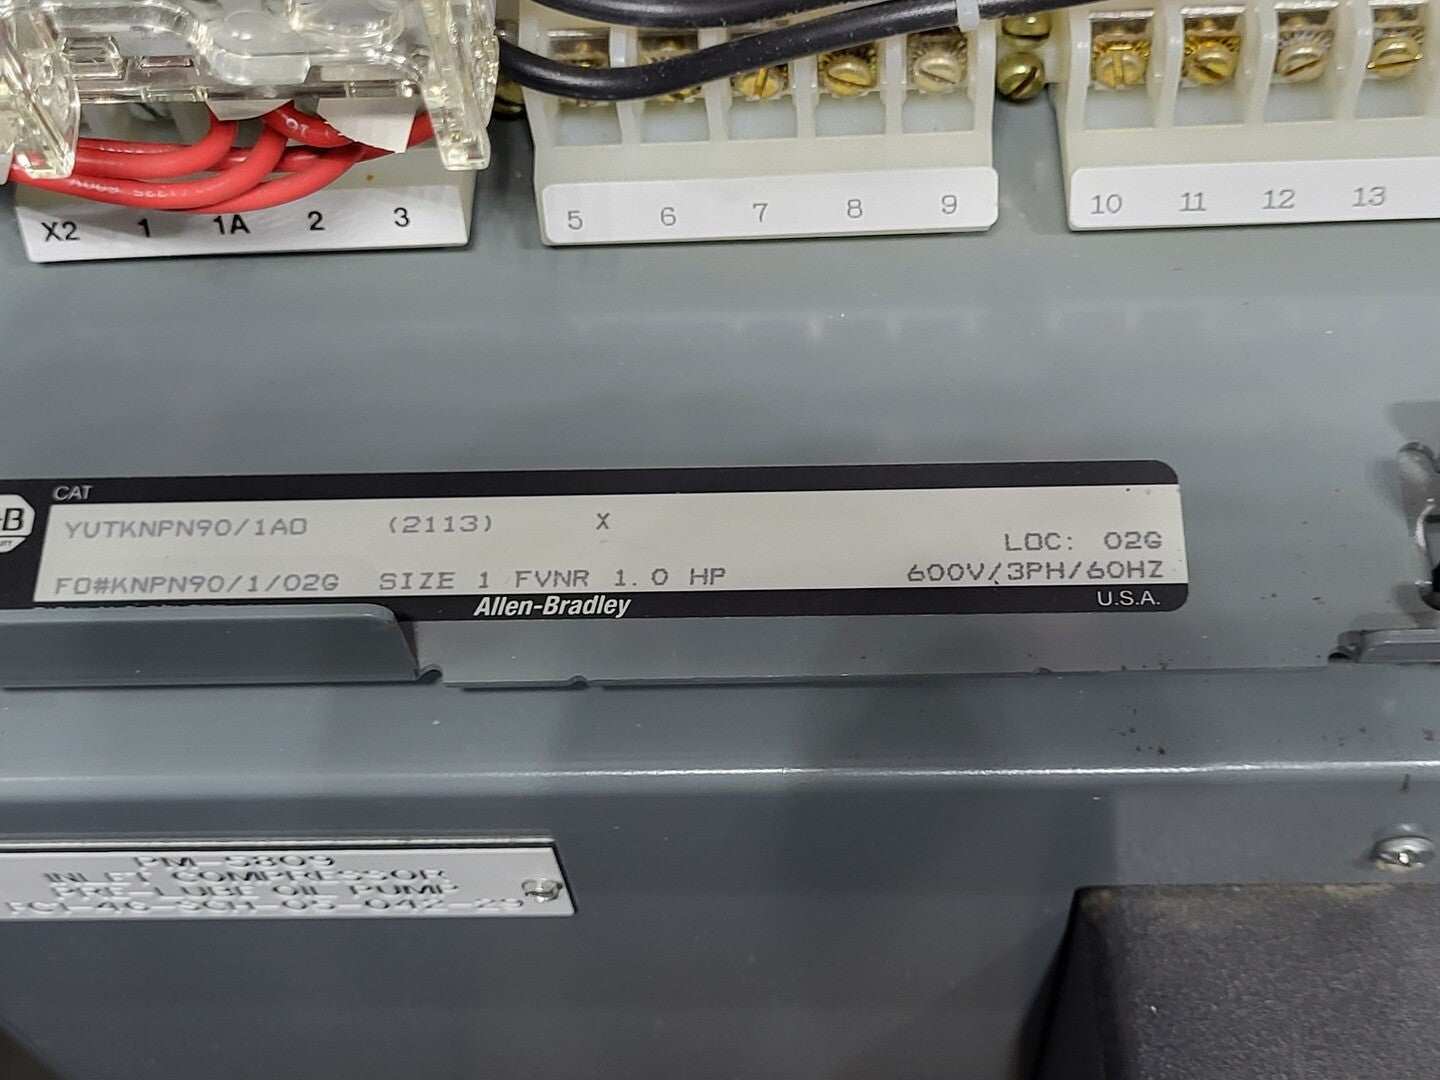 X2 1 1A 2 3
5 6 7 8 9
10 11 12 13
CAT
YUTKNPN90/1AD (2113) X
LOC: 02G
FO#KNPN90/1/02G SIZE 1 FVNR 1.0 HP 600V/3PH/60HZ
Allen-Bradley
U.S.A.
PM-5809
INLET COMPRESSOR
PRE-LUBE OIL PUMP